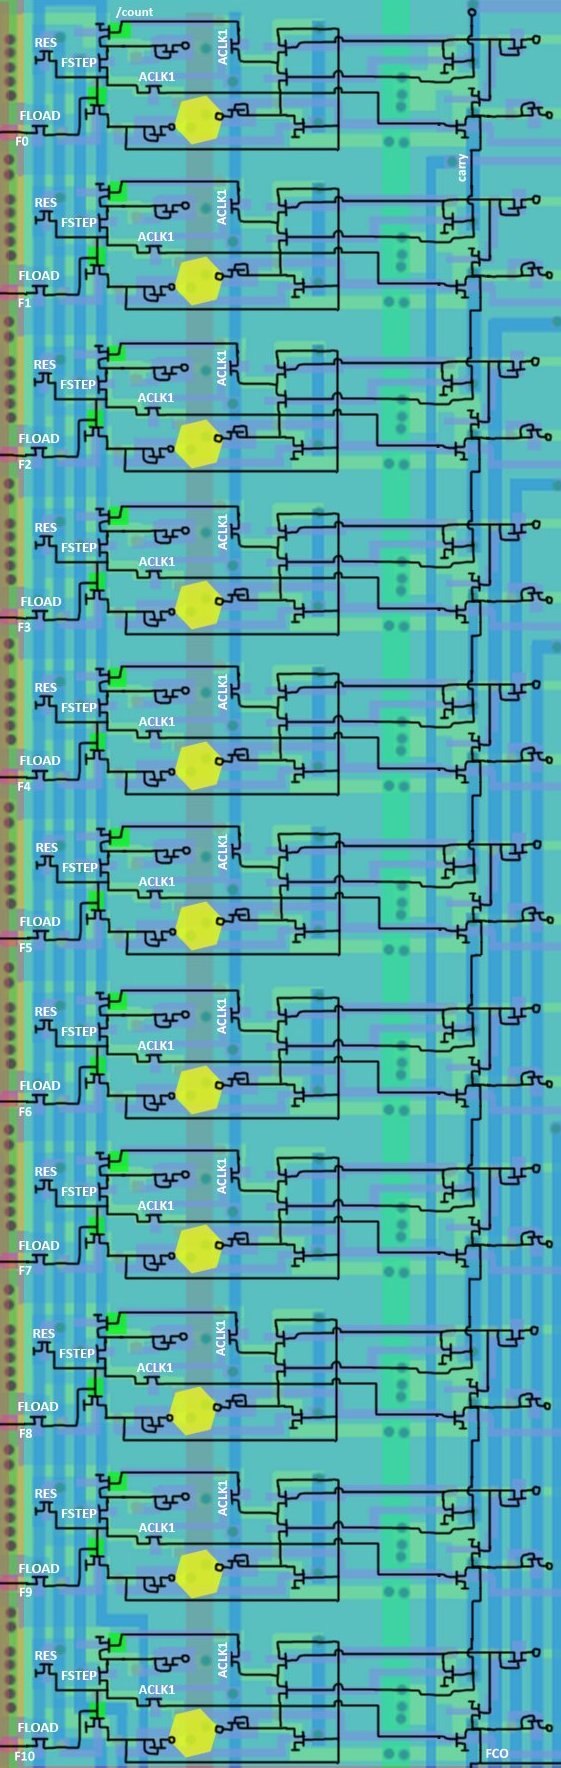 /count
RES
ACLK1
FSTEP
ACLK1
FLOAD
F0
carry
RES
ACLK1
FSTEP
ACLK1
FLOAD
F1
RES
ACLK1
FSTEP
ACLK1
FLOAD
F2
RES
ACLK1
FSTEP
ACLK1
FLOAD
F3
RES
ACLK1
FSTEP
ACLK1
FLOAD
F4
RES
ACLK1
FSTEP
ACLK1
FLOAD
F5
RES
ACLK1
FSTEP
ACLK1
FLOAD
F6
RES
ACLK1
FSTEP
ACLK1
FLOAD
F7
RES
ACLK1
FSTEP
ACLK1
FLOAD
F8
RES
ACLK1
FSTEP
ACLK1
FLOAD
F9
RES
ACLK1
FSTEP
ACLK1
FLOAD
F10
FCO